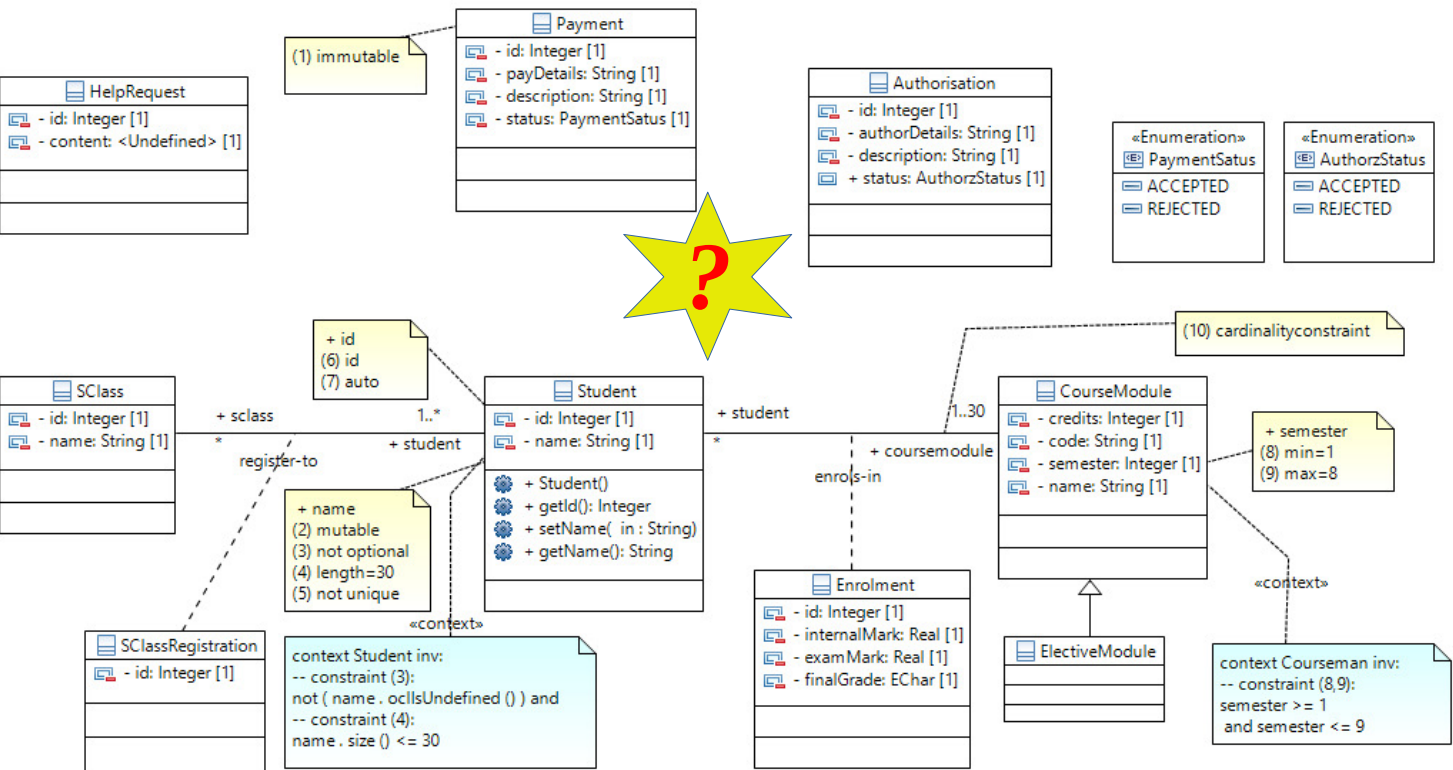 Payment
- id: Integer [1]
- payDetails: String [1]
- description: String [1]
- status: PaymentSatus [1]
(1) immutable
HelpRequest
- id: Integer [1]
- content: <Undefined> [1]
Authorisation
- id: Integer [1]
- authorDetails: String [1]
- description: String [1]
+ status: AuthorzStatus [1]
«Enumeration»
<E> PaymentSatus
ACCEPTED
REJECTED
«Enumeration»
<E> AuthorzStatus
ACCEPTED
REJECTED
?
+ id
(6) id
(7) auto
(10) cardinalityconstraint
SClass
- id: Integer [1]
- name: String [1]
+ sclass
*
register-to
1..*
+ student
Student
- id: Integer [1]
- name: String [1]
+ Student()
+ getId(): Integer
+ setName( in : String)
+ getName(): String
+ student
*
1..30
+ coursemodule
enrols-in
CourseModule
- credits: Integer [1]
- code: String [1]
- semester: Integer [1]
- name: String [1]
+ semester
(8) min=1
(9) max=8
+ name
(2) mutable
(3) not optional
(4) length=30
(5) not unique
«context»
«context»
SClassRegistration
- id: Integer [1]
context Student inv:
-- constraint (3):
not ( name . oclIsUndefined () ) and
-- constraint (4):
name . size () <= 30
Enrolment
- id: Integer [1]
- internalMark: Real [1]
- examMark: Real [1]
- finalGrade: EChar [1]
ElectiveModule
context Courseman inv:
-- constraint (8,9):
semester >= 1
and semester <= 9